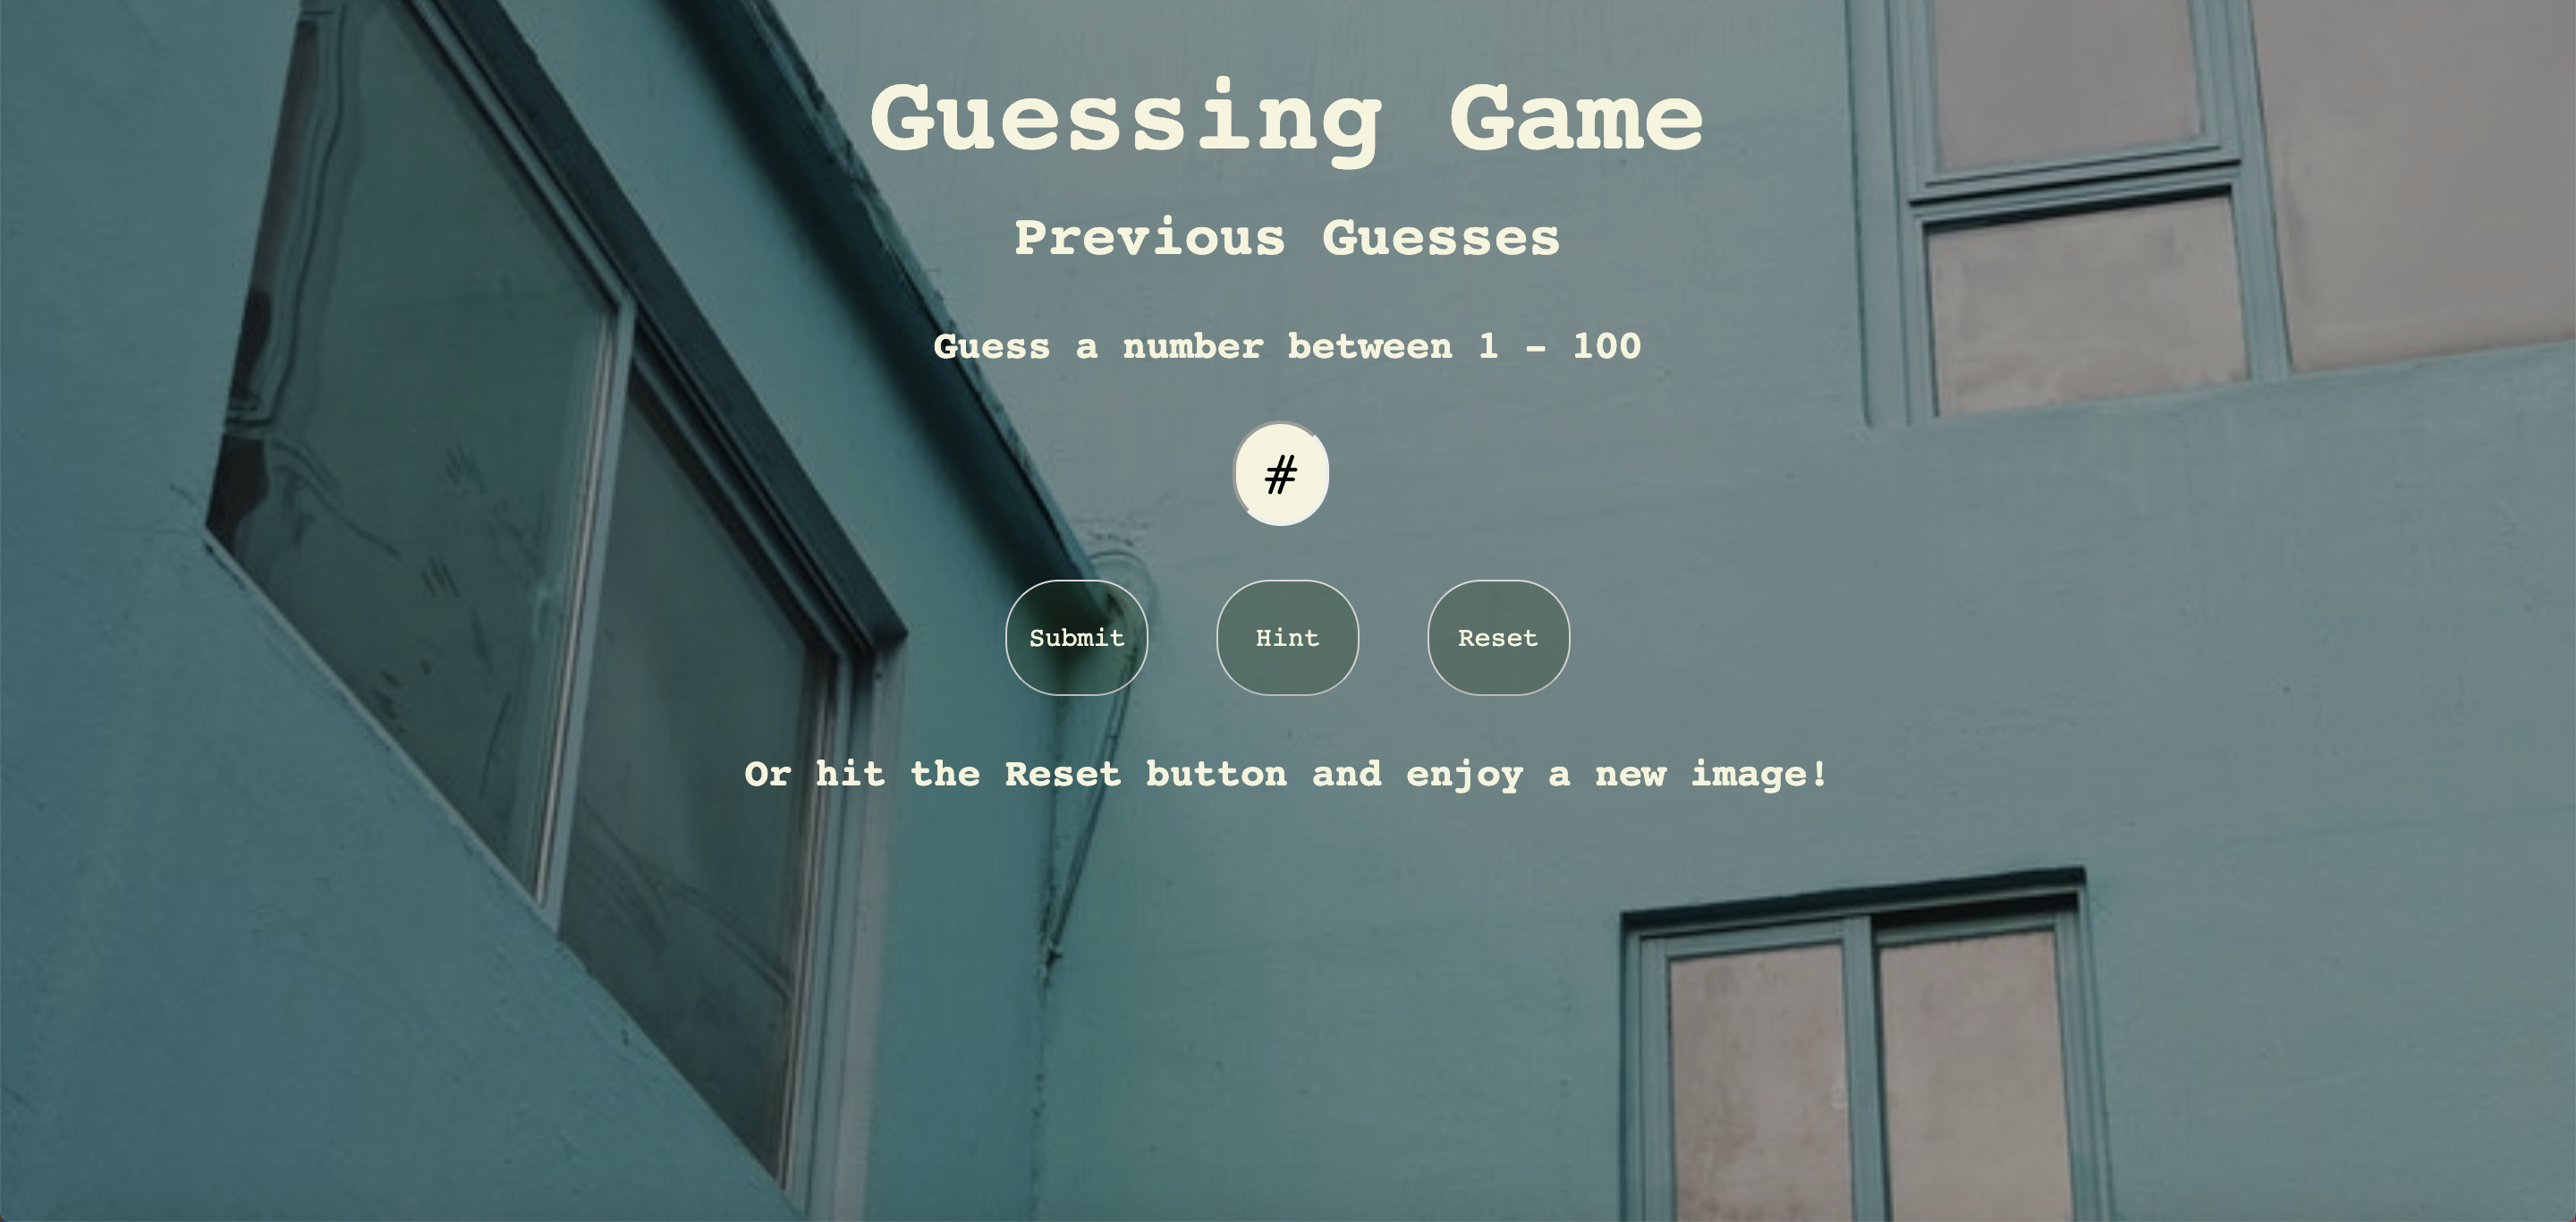 Guessing Game
Previous Guesses
Guess a number between 1 - 100
#
Submit Hint Reset
Or hit the Reset button and enjoy a new image!